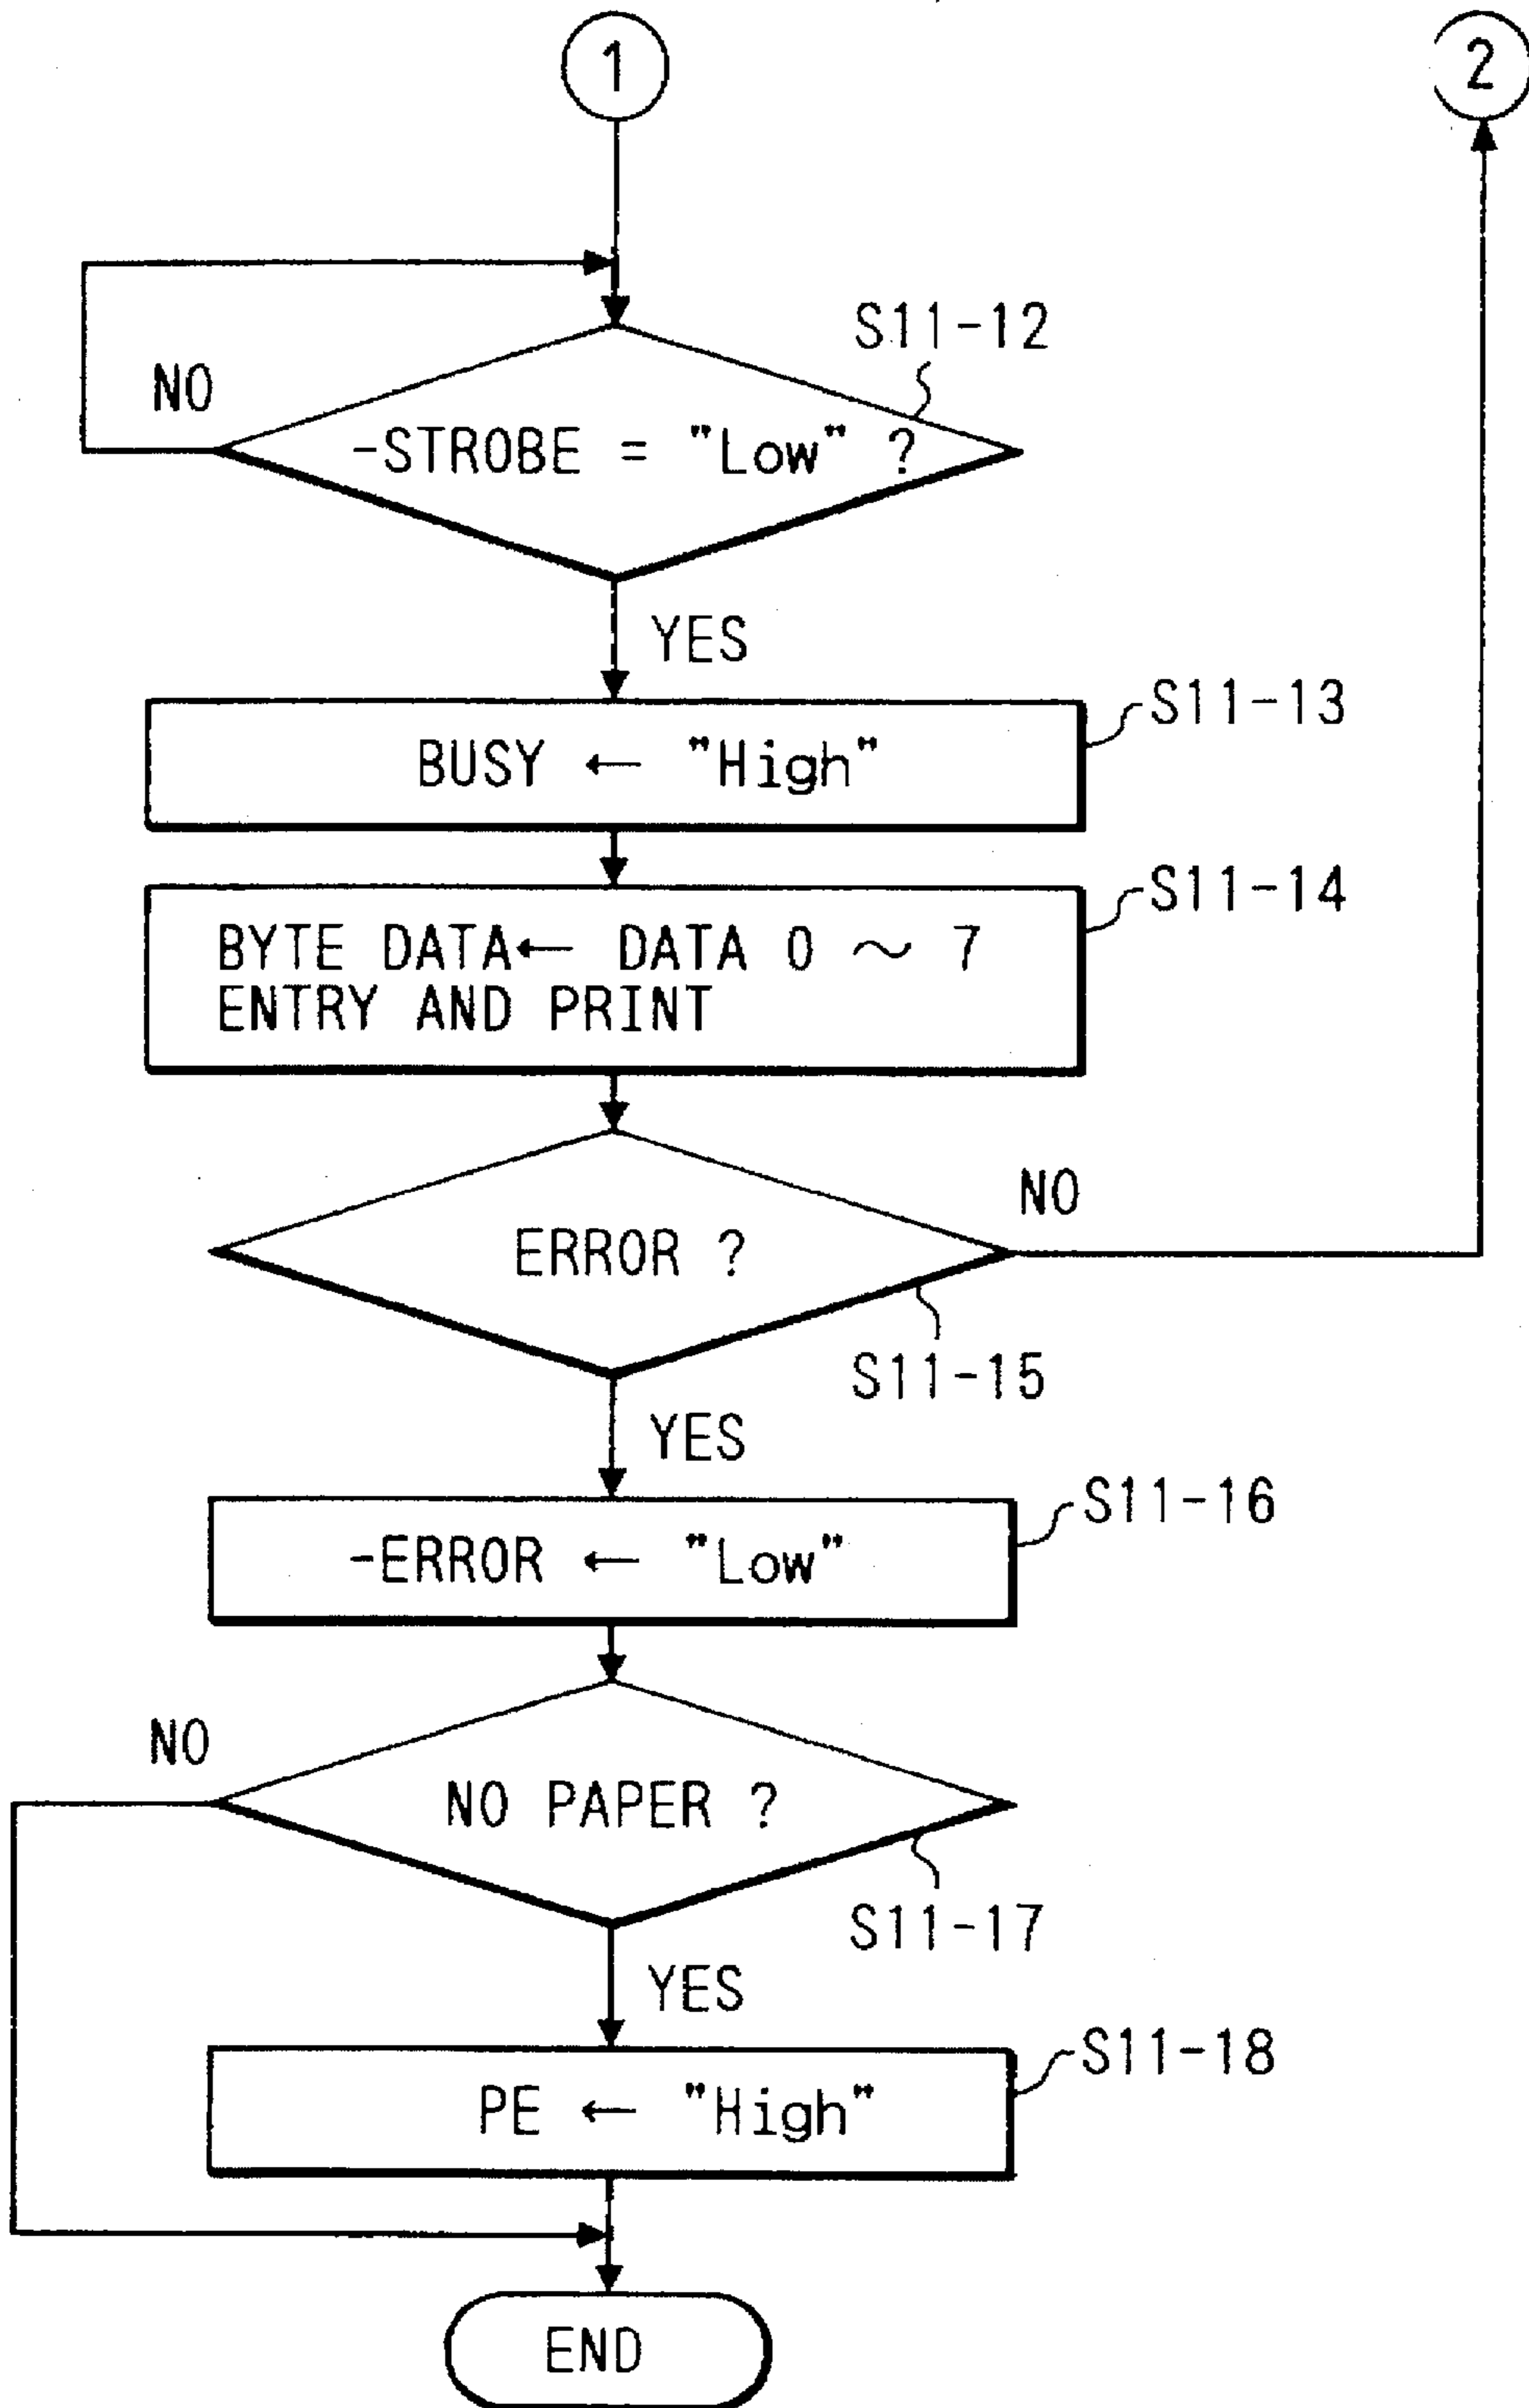 1
2
S11-12
NO
-STROBE = "Low" ?
YES
S11-13
BUSY ← "High"
S11-14
BYTE DATA← DATA 0 ~ 7
ENTRY AND PRINT
NO
ERROR ?
S11-15
YES
S11-16
-ERROR ← "Low"
NO
NO PAPER ?
S11-17
YES
S11-18
PE ← "High"
END